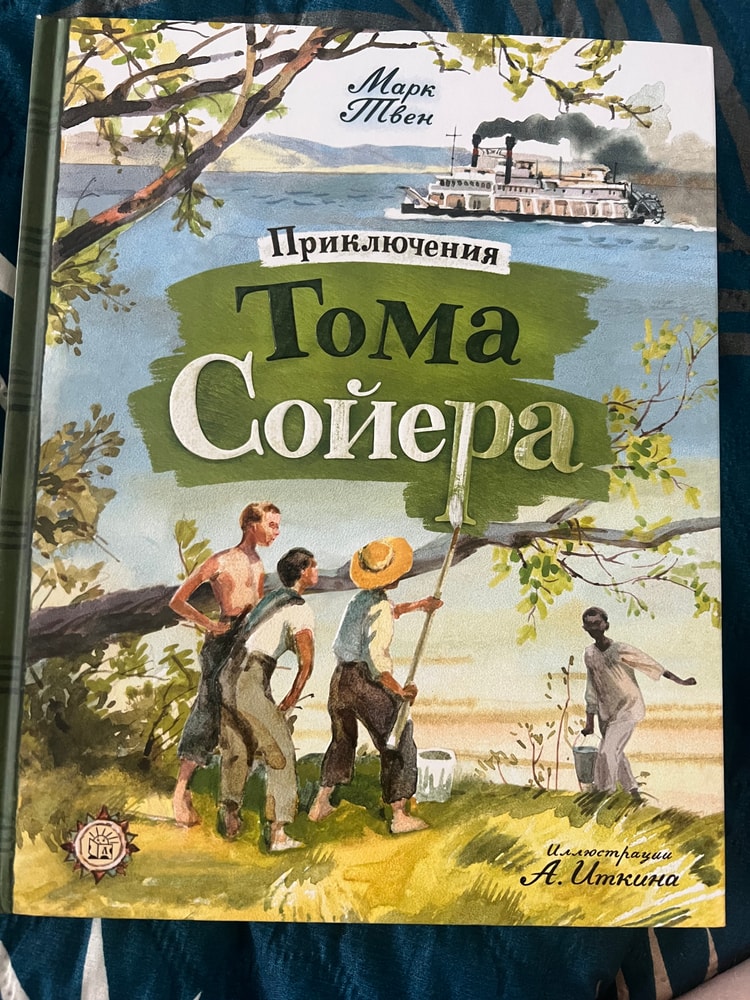 Марк
Твен
Приключения
Тома
Сойера
Иллюстрации
А. Иткина